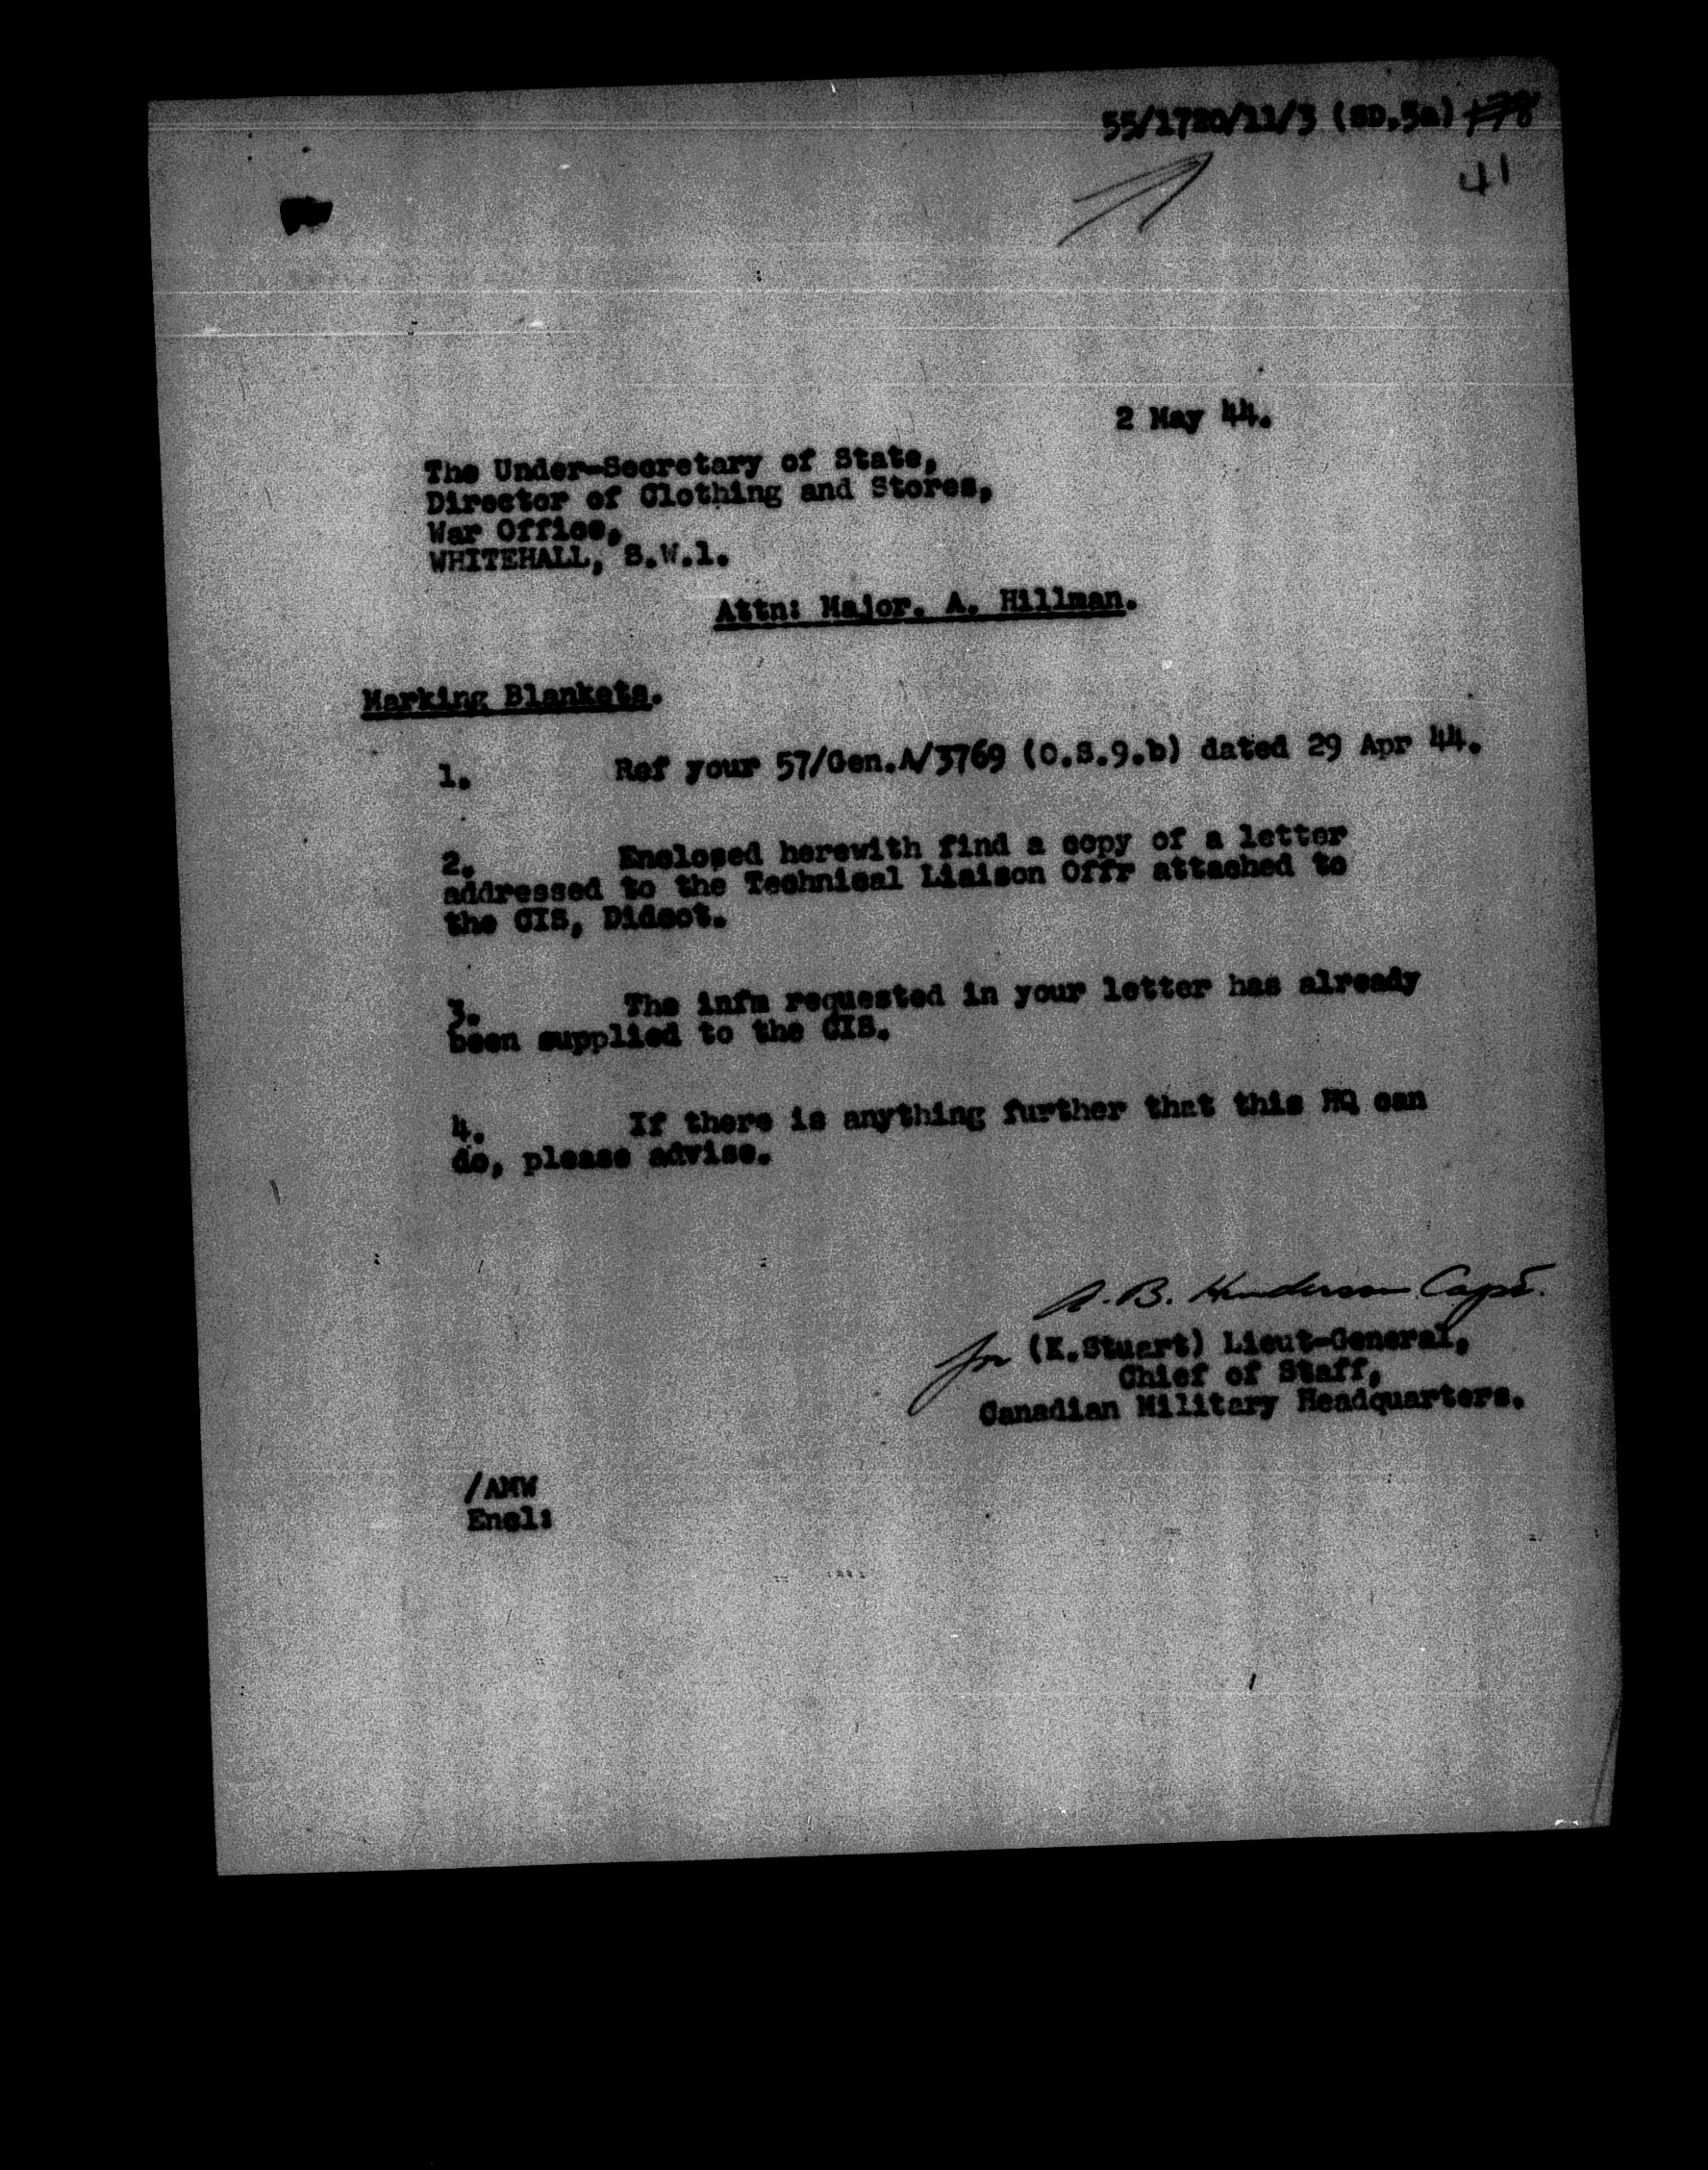 55/1720/11/3 (SD.5a) 178
41
2 May 44.
The Under-Secretary of State,
Director of Clothing and Stores,
War Office,
WHITEHALL, S.W.1.
Attn: Major. A. Hillman.
Marking Blankets.
1. Ref your 57/Gen.A/3769 (O.S.9.b) dated 29 Apr 44.
2. Enclosed herewith find a copy of a letter
addressed to the Technical Liaison Offr attached to
the CIS, Didcot.
3. The infm requested in your letter has already
been supplied to the CIS.
4. If there is anything further that this HQ can
do, please advise.
A. B. Henderson Capt.
for (K.Stuart) Lieut-General,
Chief of Staff,
Canadian Military Headquarters.
/AMW
Encl: